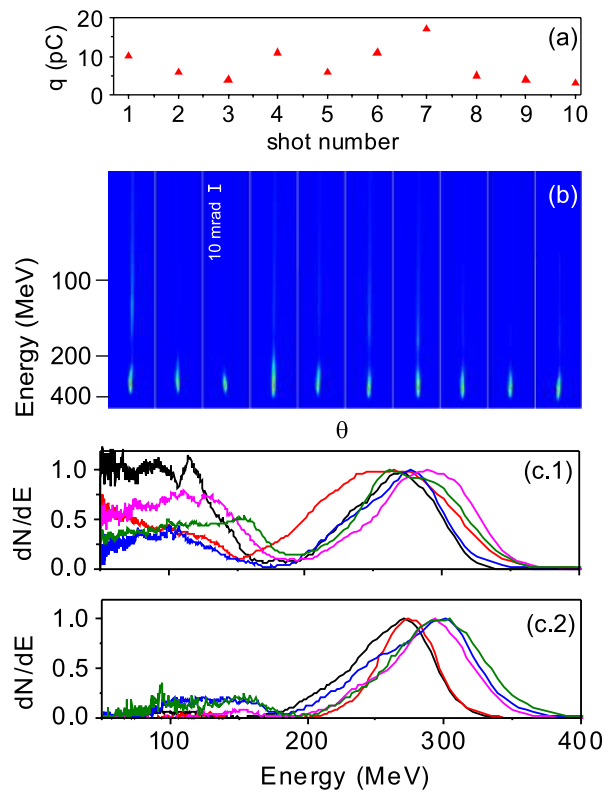 20
10
0
q (pC)
(a)
1 2 3 4 5 6 7 8 9 10
shot number
(b)
10 mrad
100
200
400
Energy (MeV)
θ
(c.1)
1.0
0.5
0.0
dN/dE
(c.2)
1.0
0.5
0.0
dN/dE
100 200 300 400
Energy (MeV)